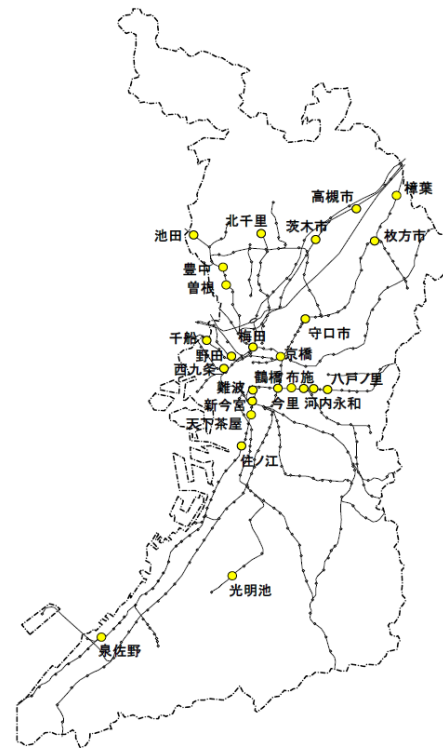 樟葉
高槻市
北千里
茨木市
枚方市
池田
豊中
曽根
千船
梅田
守口市
野田
京橋
西九条
鶴橋 布施 八戸ノ里
難波
新今宮
今里 河内永和
天下茶屋
住ノ江
光明池
泉佐野